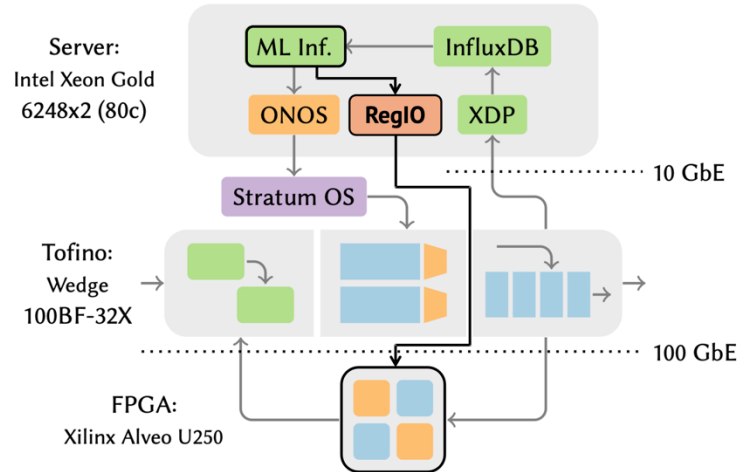 Server:
Intel Xeon Gold
6248x2 (80c)
ML Inf.
InfluxDB
ONOS
RegIO
XDP
10 GbE
Stratum OS
Tofino:
Wedge
100BF-32X
100 GbE
FPGA:
Xilinx Alveo U250